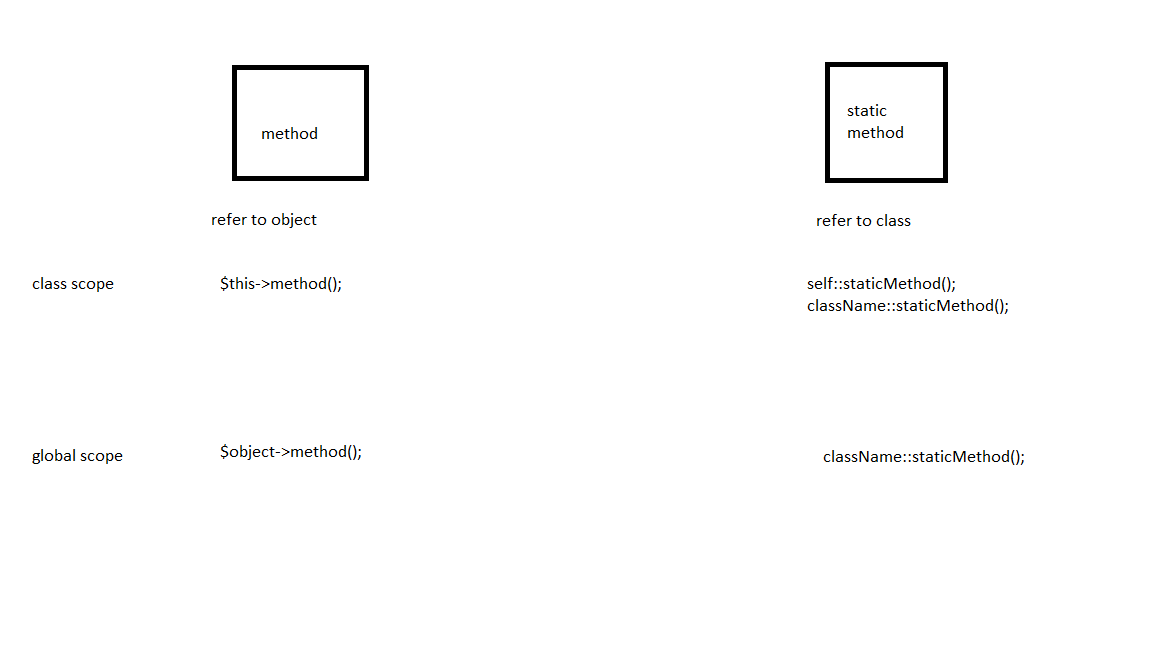 method
static
method
refer to object
refer to class
class scope
$this->method();
self::staticMethod();
className::staticMethod();
global scope
$object->method();
className::staticMethod();